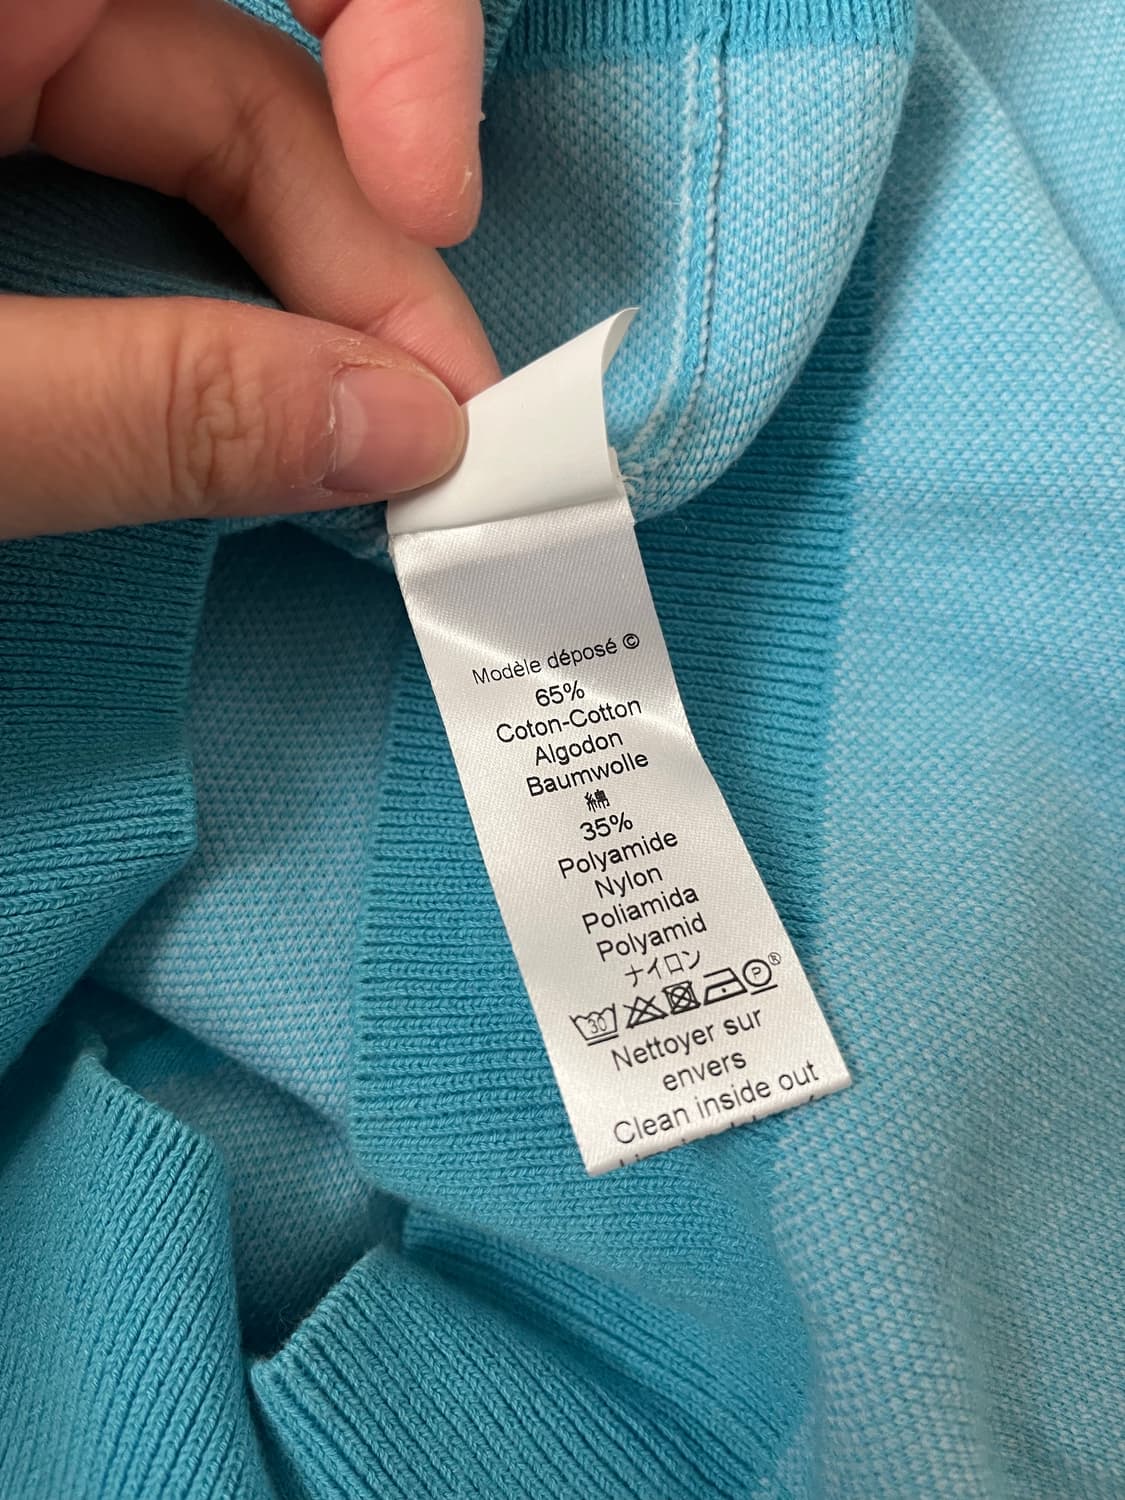 Modèle déposé ©
65%
Coton-Cotton
Algodon
Baumwolle
綿
35%
Polyamide
Nylon
Poliamida
Polyamid
ナイロン
30 P ®
Nettoyer sur
envers
Clean inside out